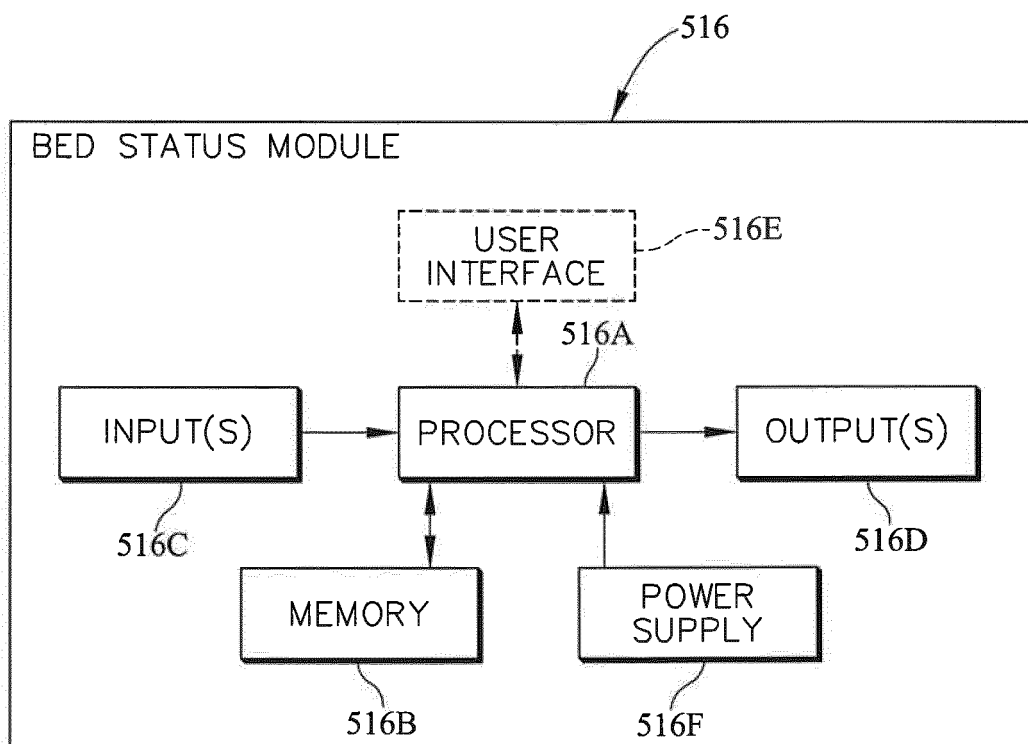 516
BED STATUS MODULE
USER
INTERFACE
516E
516A
INPUT(S)
PROCESSOR
OUTPUT(S)
516C
516D
MEMORY
POWER
SUPPLY
516B
516F